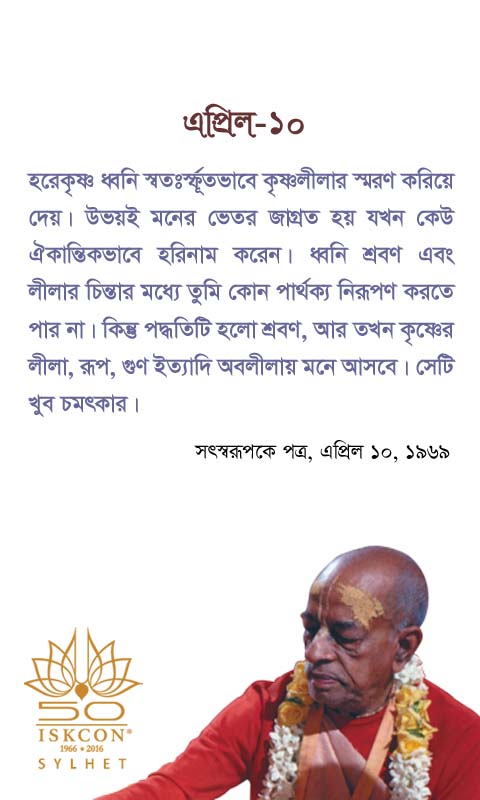 এপ্রিল-১০
হরেকৃষ্ণ ধ্বনি স্বতঃর্স্ফূতভাবে কৃষ্ণলীলার স্মরণ করিয়ে
দেয়। উভয়ই মনের ভেতর জাগ্রত হয় যখন কেউ
ঐকান্তিকভাবে হরিনাম করেন। ধ্বনি শ্রবণ এবং
লীলার চিন্তার মধ্যে তুমি কোন পার্থক্য নিরূপণ করতে
পার না। কিন্তু পদ্ধতিটি হলো শ্রবণ, আর তখন কৃষ্ণের
লীলা, রূপ, গুণ ইত্যাদি অবলীলায় মনে আসবে। সেটি
খুব চমৎকার।
সৎস্বরূপকে পত্র, এপ্রিল ১০, ১৯৬৯
50
ISKCON®
1966 • 2016
SYLHET